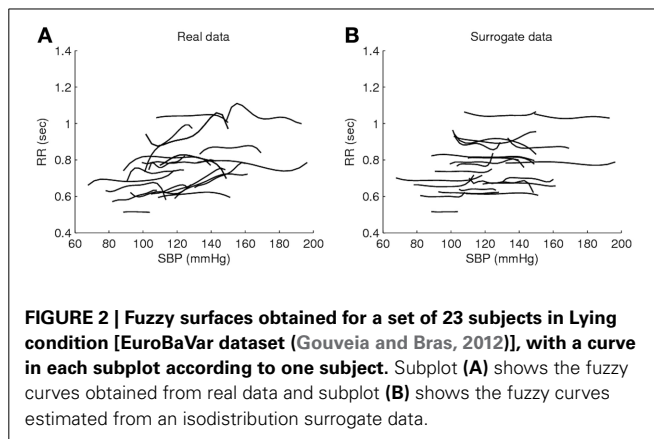 A
Real data
1.4
1.2
1
0.8
0.6
0.4
RR (sec)
60 80 100 120 140 160 180 200
SBP (mmHg)
B
Surrogate data
1.4
1.2
1
0.8
0.6
0.4
RR (sec)
60 80 100 120 140 160 180 200
SBP (mmHg)
FIGURE 2 | Fuzzy surfaces obtained for a set of 23 subjects in Lying
condition [EuroBaVar dataset (Gouveia and Bras, 2012)], with a curve
in each subplot according to one subject. Subplot (A) shows the fuzzy
curves obtained from real data and subplot (B) shows the fuzzy curves
estimated from an isodistribution surrogate data.